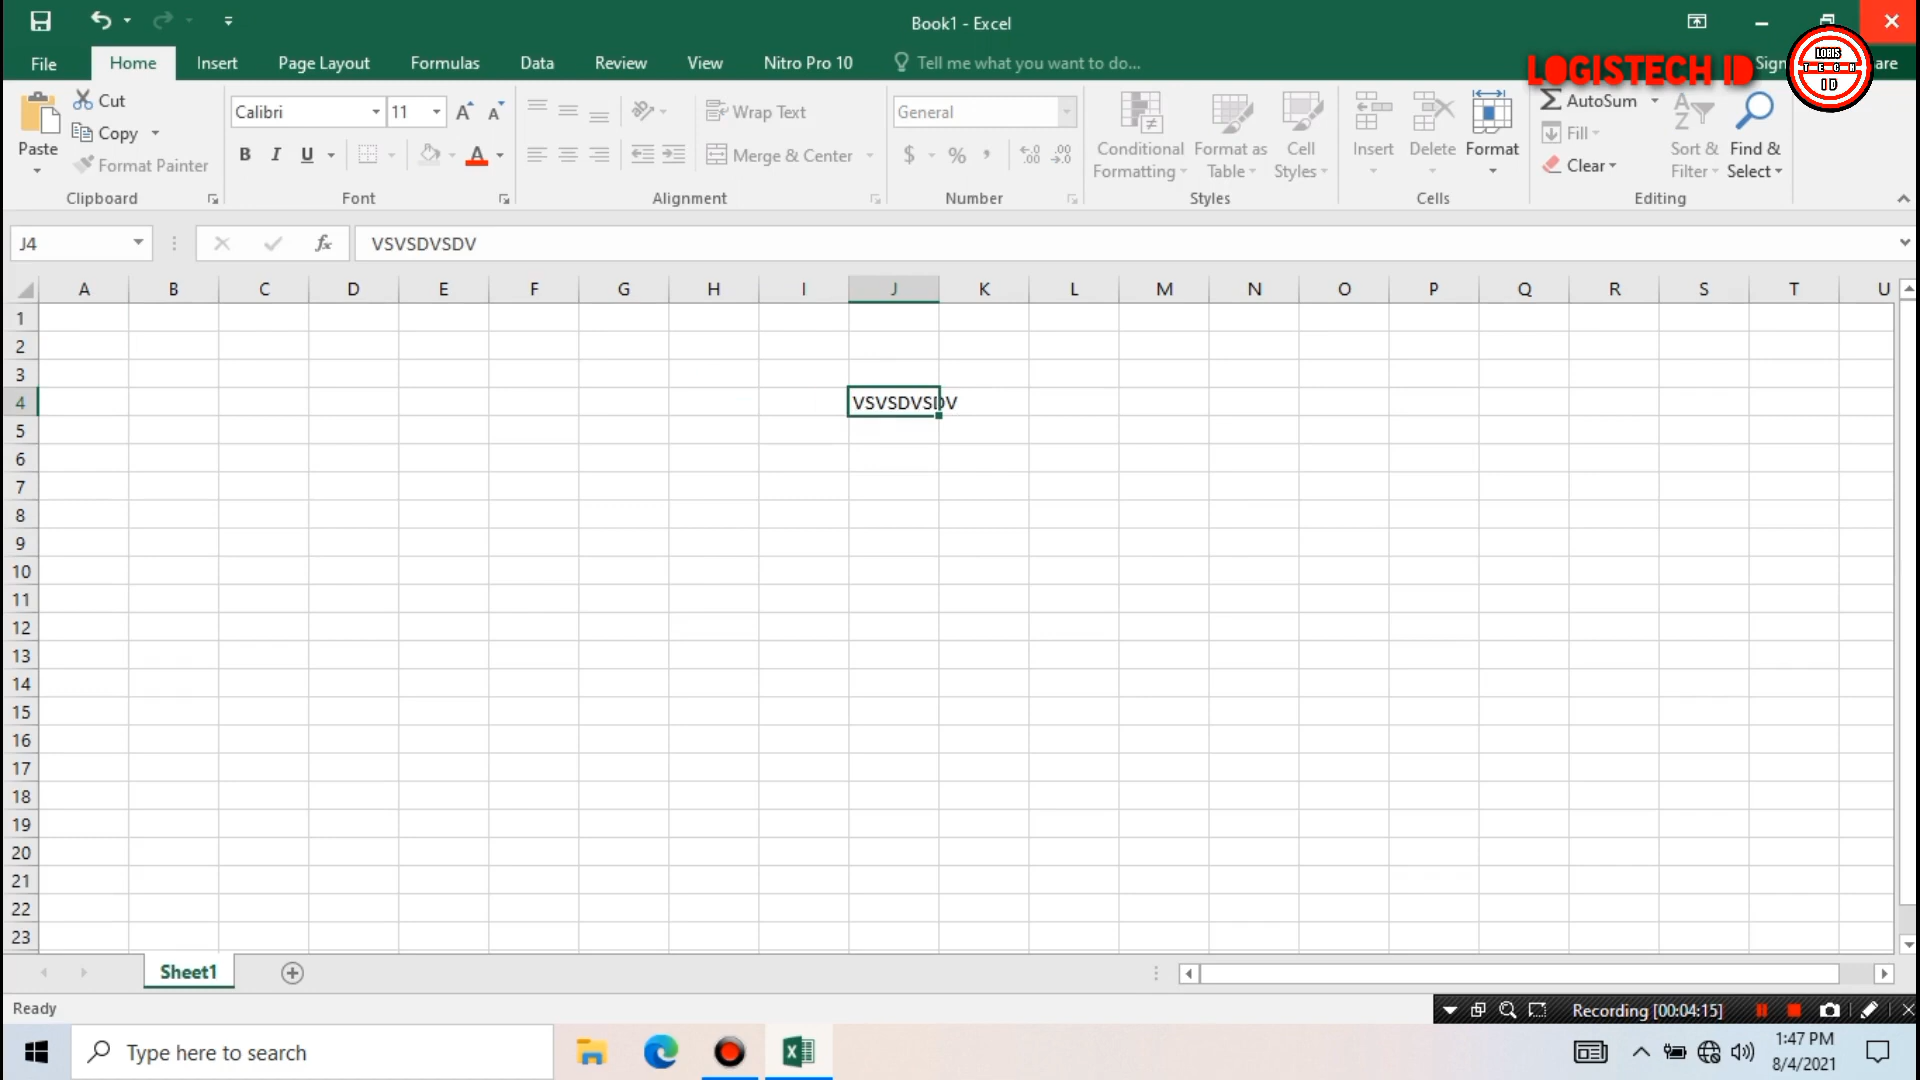 Book1 - Excel
File Home Insert Page Layout Formulas Data Review View Nitro Pro 10 Tell me what you want to do...
LOGISTECH ID
LOGIS
TECH
ID
Paste
Cut
Copy
Format Painter
Clipboard
Calibri 11
B I U A
Font
Wrap Text
Merge & Center
Alignment
General
$ % ,
Number
Conditional Formatting
Format as Table
Cell Styles
Styles
Insert Delete Format
Cells
AutoSum
Fill
Clear
Sort & Filter
Find & Select
Editing
J4 fx VSVSDVSDV
A B C D E F G H I J K L M N O P Q R S T U
1
2
3
4 VSVSDVSDV
5
6
7
8
9
10
11
12
13
14
15
16
17
18
19
20
21
22
23
Sheet1
Ready
Recording [00:04:15]
Type here to search
1:47 PM
8/4/2021